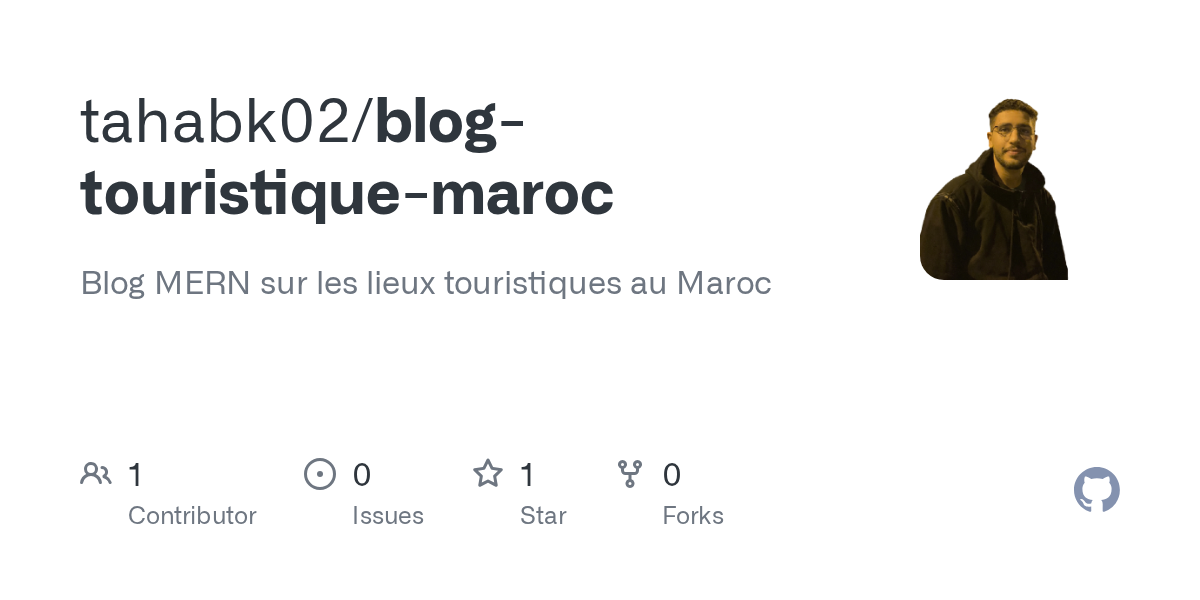 tahabk02/blog-
touristique-maroc
Blog MERN sur les lieux touristiques au Maroc
1 0 1 0
Contributor Issues Star Forks